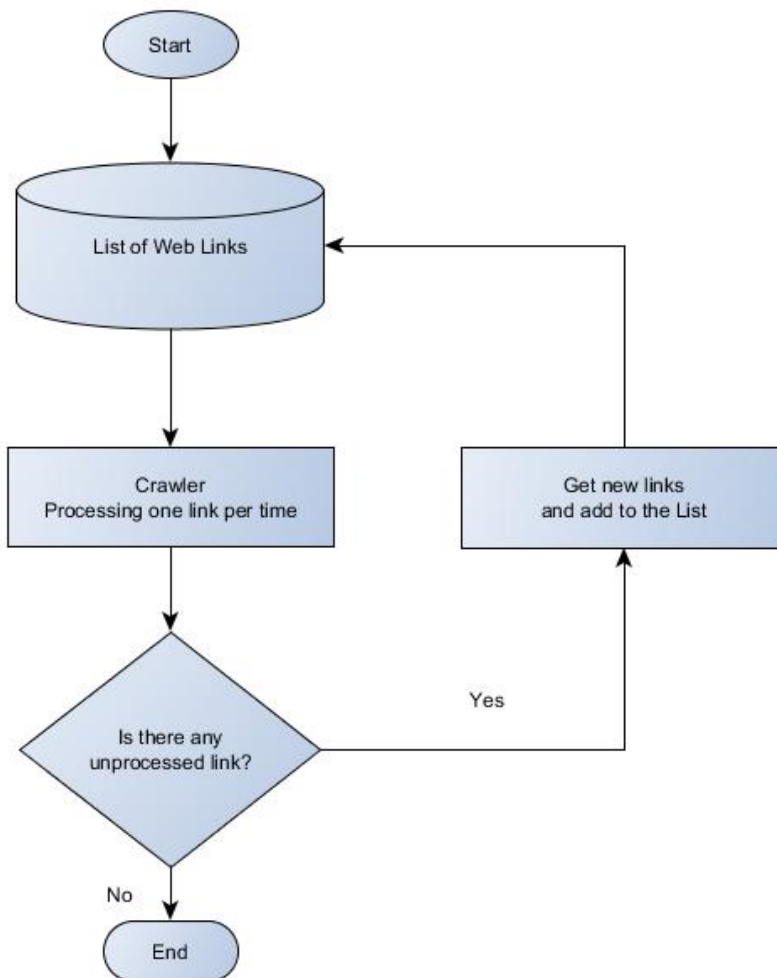 Start
List of Web Links
Crawler
Processing one link per time
Get new links
and add to the List
Is there any
unprocessed link?
Yes
No
End